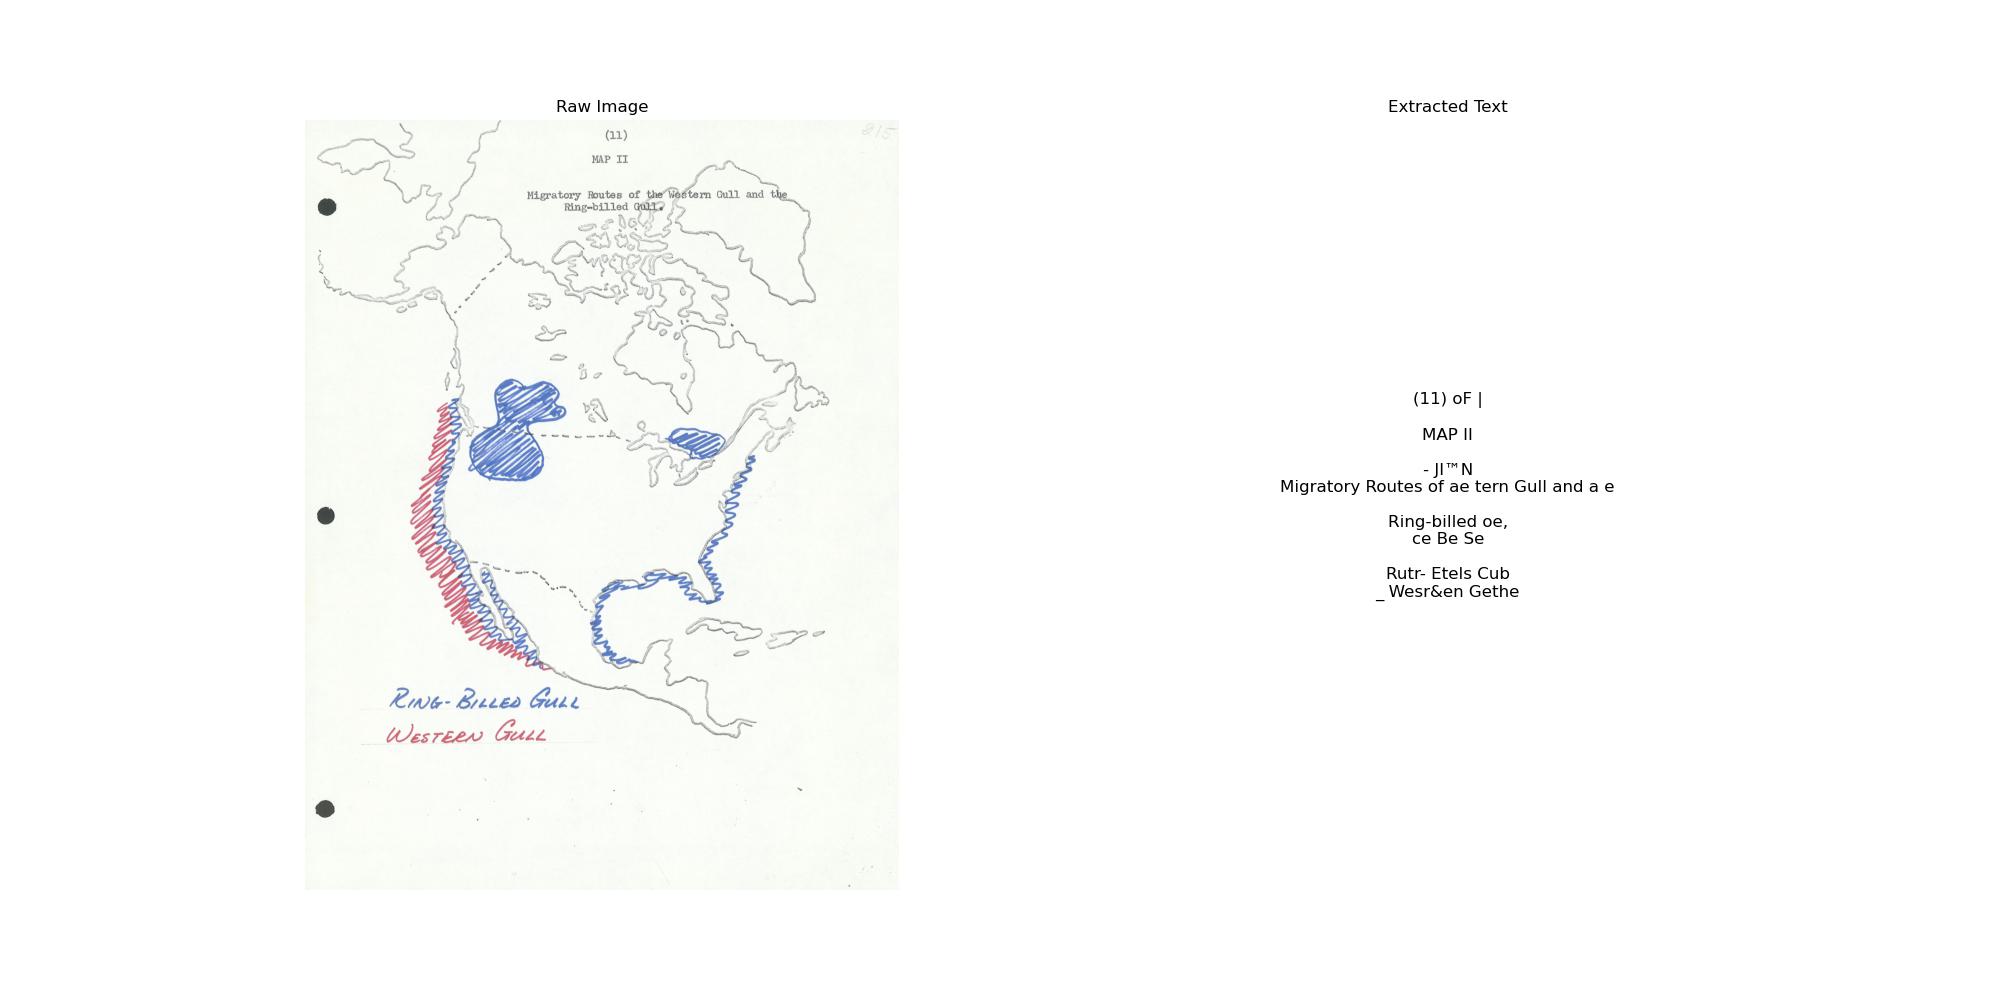 Raw Image
(11)
215
MAP II
Migratory Routes of the Western Gull and the
Ring-billed Gull.
RING-BILLED GULL
WESTERN GULL
Extracted Text
(11) oF |
MAP II
- JI™N
Migratory Routes of ae tern Gull and a e
Ring-billed oe,
ce Be Se
Rutr- Etels Cub
_ Wesr&en Gethe